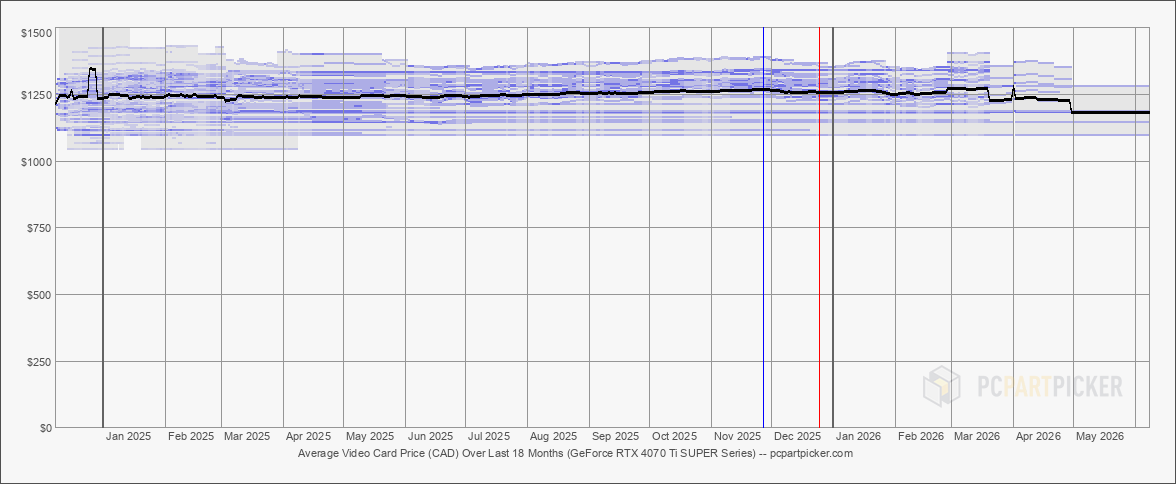 $1500
$1250
$1000
$750
$500
$250
$0
Jan 2025 Feb 2025 Mar 2025 Apr 2025 May 2025 Jun 2025 Jul 2025 Aug 2025 Sep 2025 Oct 2025 Nov 2025 Dec 2025 Jan 2026 Feb 2026 Mar 2026 Apr 2026 May 2026
Average Video Card Price (CAD) Over Last 18 Months (GeForce RTX 4070 Ti SUPER Series) -- pcpartpicker.com
PCPARTPICKER